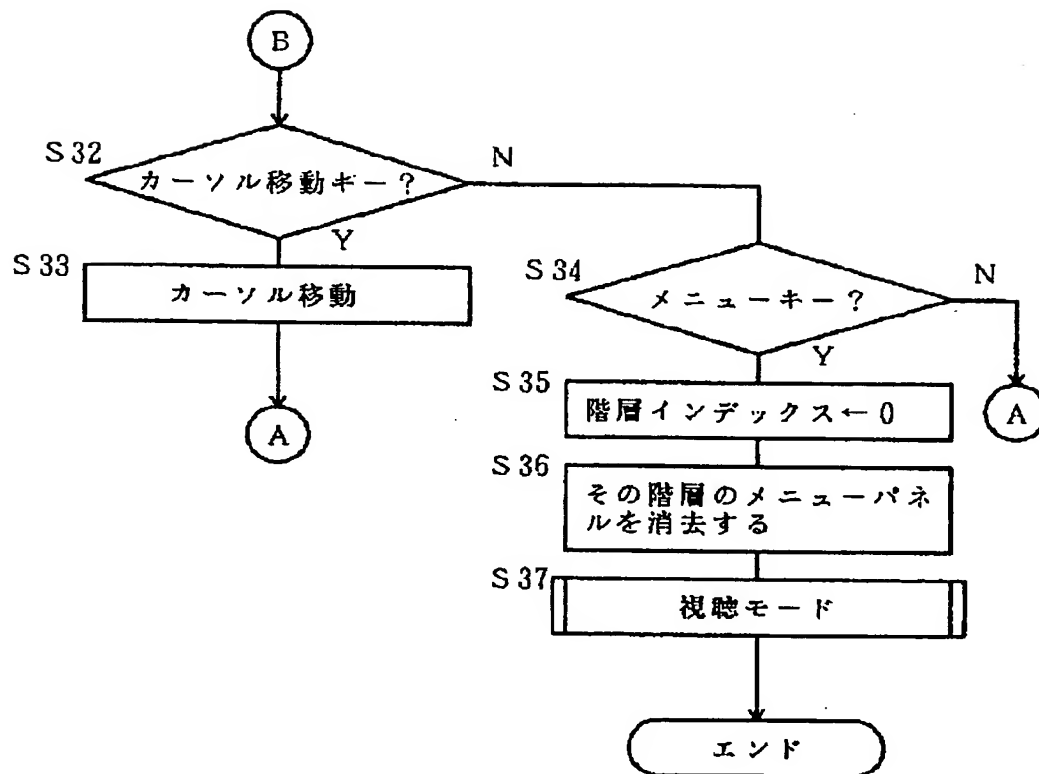 B
S32
カーソル移動キー?
N
Y
S33
カーソル移動
A
S34
メニューキー?
N
Y
A
S35
階層インデックス←0
S36
その階層のメニューパネ
ルを消去する
S37
視聴モード
エンド